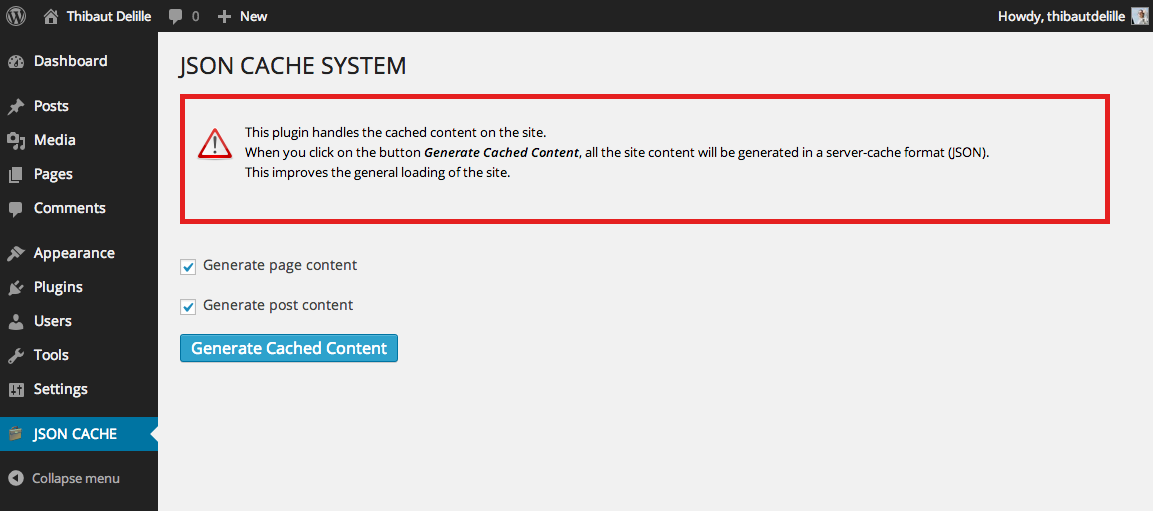 Thibaut Delille 0 New Howdy, thibautdelille
Dashboard
Posts
Media
Pages
Comments
Appearance
Plugins
Users
Tools
Settings
JSON CACHE
Collapse menu
JSON CACHE SYSTEM
This plugin handles the cached content on the site.
When you click on the button Generate Cached Content, all the site content will be generated in a server-cache format (JSON).
This improves the general loading of the site.
Generate page content
Generate post content
Generate Cached Content